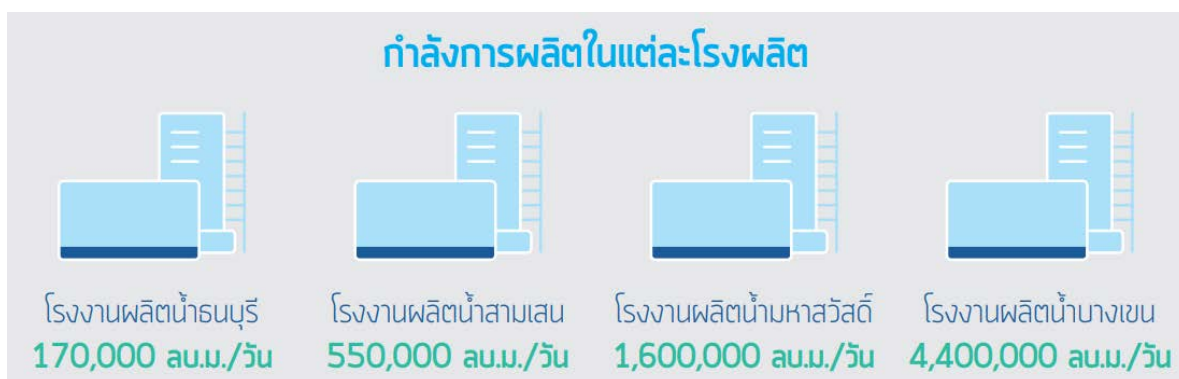 กำลังการผลิตในแต่ละโรงผลิต
โรงงานผลิตน้ำธนบุรี
170,000 ลบ.ม./วัน
โรงงานผลิตน้ำสามเสน
550,000 ลบ.ม./วัน
โรงงานผลิตน้ำมหาสวัสดิ์
1,600,000 ลบ.ม./วัน
โรงงานผลิตน้ำบางเขน
4,400,000 ลบ.ม./วัน